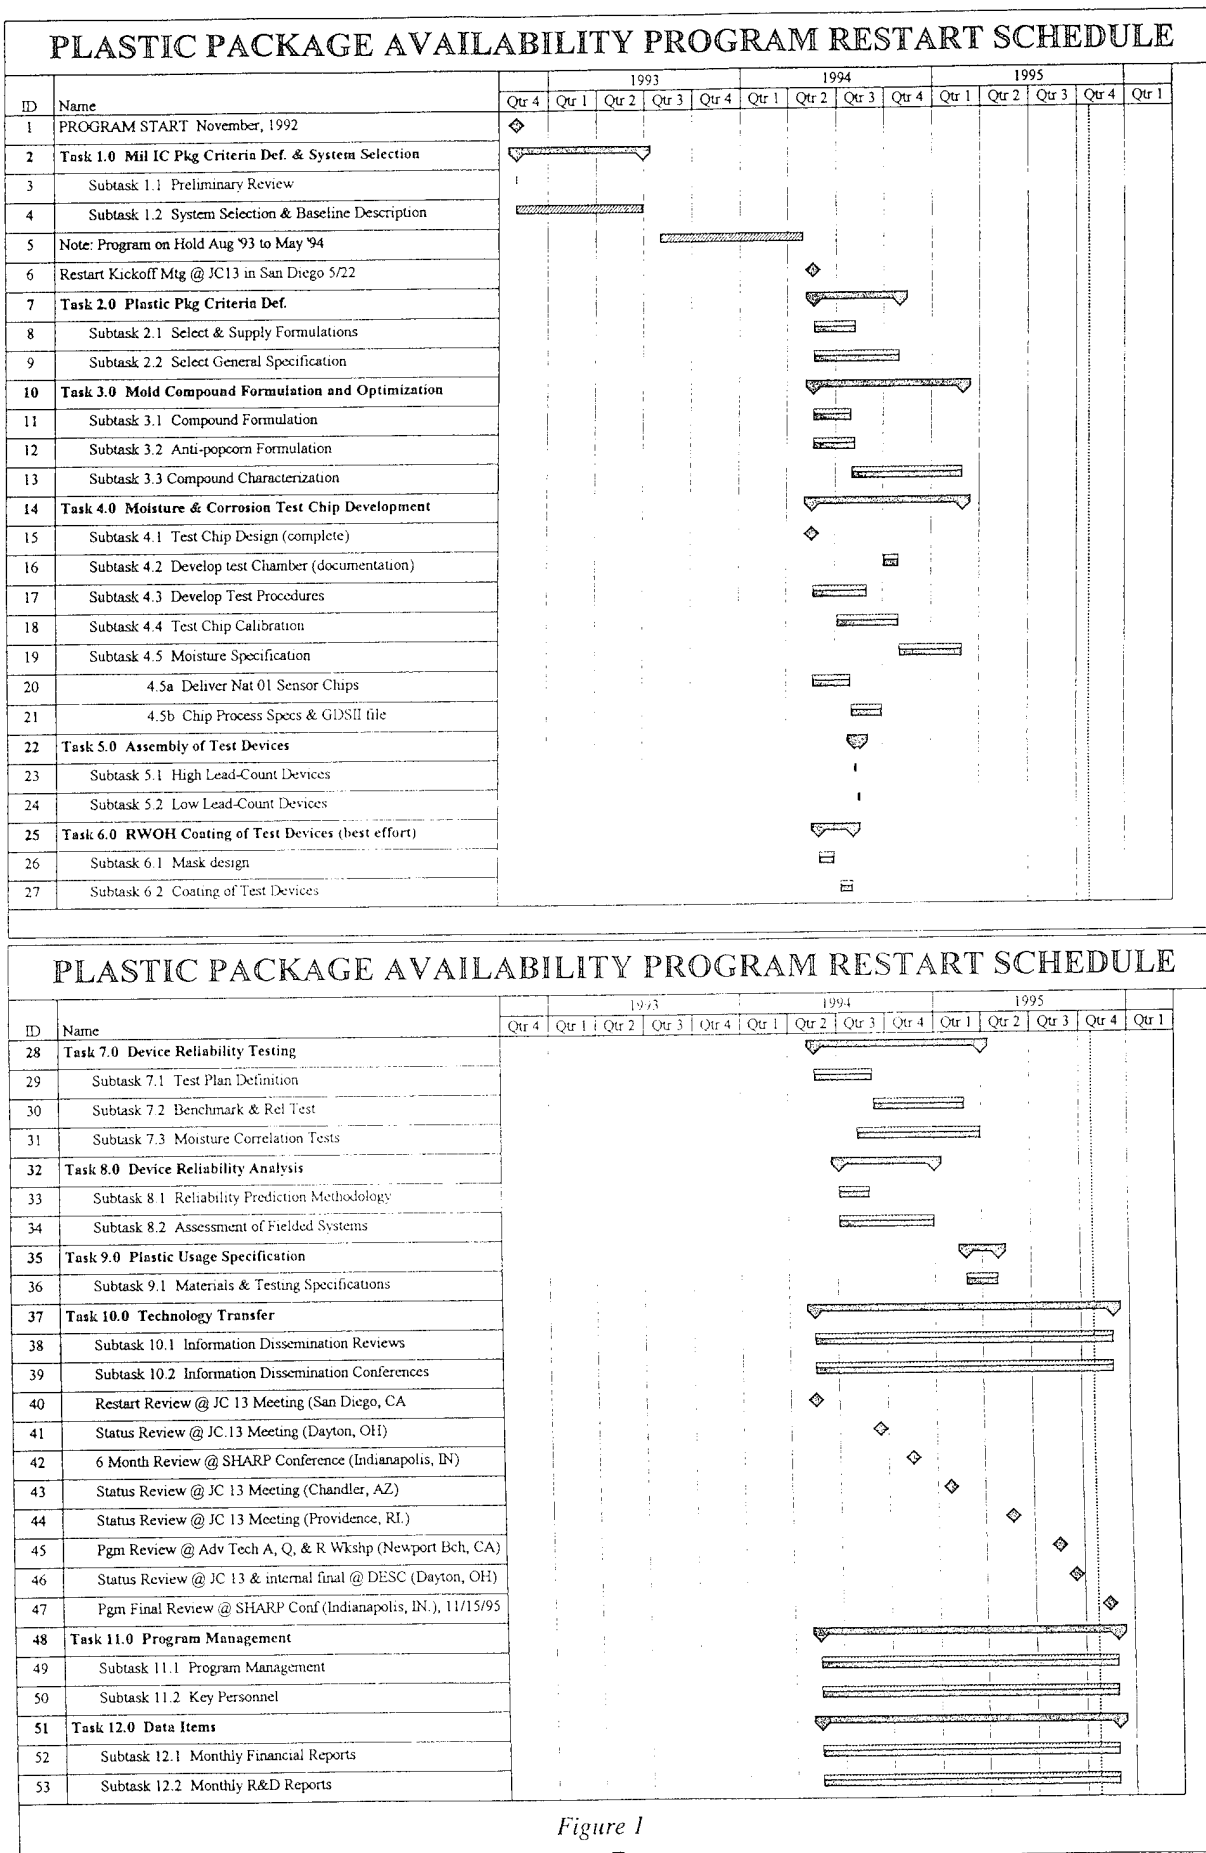 PLASTIC PACKAGE AVAILABILITY PROGRAM RESTART SCHEDULE
1993 1994 1995
ID Name Qtr 4 Qtr 1 Qtr 2 Qtr 3 Qtr 4 Qtr 1 Qtr 2 Qtr 3 Qtr 4 Qtr 1 Qtr 2 Qtr 3 Qtr 4 Qtr 1
1 PROGRAM START November, 1992
2 Task 1.0 Mil IC Pkg Criteria Def. & System Selection
3 Subtask 1.1 Preliminary Review
4 Subtask 1.2 System Selection & Baseline Description
5 Note: Program on Hold Aug '93 to May '94
6 Restart Kickoff Mtg @ JC13 in San Diego 5/22
7 Task 2.0 Plastic Pkg Criteria Def.
8 Subtask 2.1 Select & Supply Formulations
9 Subtask 2.2 Select General Specification
10 Task 3.0 Mold Compound Formulation and Optimization
11 Subtask 3.1 Compound Formulation
12 Subtask 3.2 Anti-popcorn Formulation
13 Subtask 3.3 Compound Characterization
14 Task 4.0 Moisture & Corrosion Test Chip Development
15 Subtask 4.1 Test Chip Design (complete)
16 Subtask 4.2 Develop test Chamber (documentation)
17 Subtask 4.3 Develop Test Procedures
18 Subtask 4.4 Test Chip Calibration
19 Subtask 4.5 Moisture Specification
20 4.5a Deliver Nat 01 Sensor Chips
21 4.5b Chip Process Specs & GDSII file
22 Task 5.0 Assembly of Test Devices
23 Subtask 5.1 High Lead-Count Devices
24 Subtask 5.2 Low Lead-Count Devices
25 Task 6.0 RWOH Coating of Test Devices (best effort)
26 Subtask 6.1 Mask design
27 Subtask 6.2 Coating of Test Devices
PLASTIC PACKAGE AVAILABILITY PROGRAM RESTART SCHEDULE
1993 1994 1995
ID Name Qtr 4 Qtr 1 Qtr 2 Qtr 3 Qtr 4 Qtr 1 Qtr 2 Qtr 3 Qtr 4 Qtr 1 Qtr 2 Qtr 3 Qtr 4 Qtr 1
28 Task 7.0 Device Reliability Testing
29 Subtask 7.1 Test Plan Definition
30 Subtask 7.2 Benchmark & Rel Test
31 Subtask 7.3 Moisture Correlation Tests
32 Task 8.0 Device Reliability Analysis
33 Subtask 8.1 Reliability Prediction Methodology
34 Subtask 8.2 Assessment of Fielded Systems
35 Task 9.0 Plastic Usage Specification
36 Subtask 9.1 Materials & Testing Specifications
37 Task 10.0 Technology Transfer
38 Subtask 10.1 Information Dissemination Reviews
39 Subtask 10.2 Information Dissemination Conferences
40 Restart Review @ JC 13 Meeting (San Diego, CA
41 Status Review @ JC.13 Meeting (Dayton, OH)
42 6 Month Review @ SHARP Conference (Indianapolis, IN)
43 Status Review @ JC 13 Meeting (Chandler, AZ)
44 Status Review @ JC 13 Meeting (Providence, RI.)
45 Pgm Review @ Adv Tech A, Q, & R Wkshp (Newport Bch, CA)
46 Status Review @ JC 13 & internal final @ DESC (Dayton, OH)
47 Pgm Final Review @ SHARP Conf (Indianapolis, IN.), 11/15/95
48 Task 11.0 Program Management
49 Subtask 11.1 Program Management
50 Subtask 11.2 Key Personnel
51 Task 12.0 Data Items
52 Subtask 12.1 Monthly Financial Reports
53 Subtask 12.2 Monthly R&D Reports
Figure 1